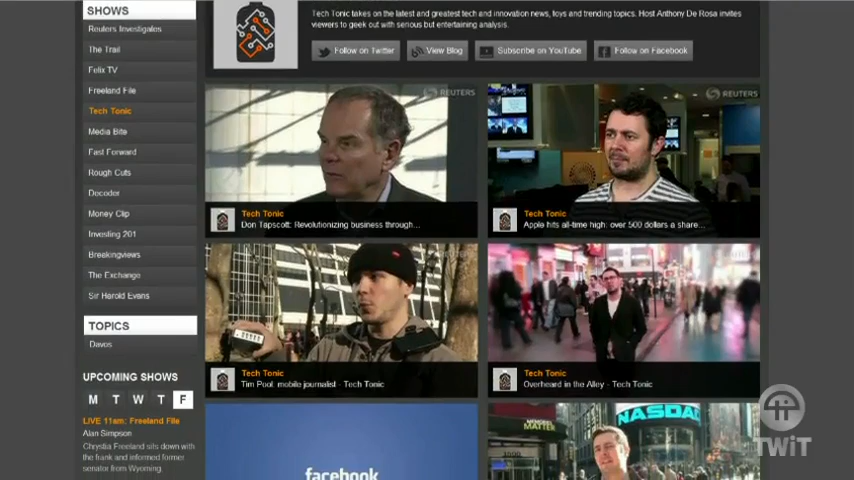 SHOWS
Reuters Investigates
The Trail
Felix TV
Freeland File
Tech Tonic
Media Bite
Fast Forward
Rough Cuts
Decoder
Money Clip
Investing 201
Breakingviews
The Exchange
Sir Harold Evans
TOPICS
Davos
UPCOMING SHOWS
M T W T F
LIVE 11am: Freeland File
Alan Simpson
Chrystia Freeland sits down with
the frank and informed former
senator from Wyoming.
Tech Tonic takes on the latest and greatest tech and innovation news, toys and trending topics. Host Anthony De Rosa invites
viewers to geek out with serious but entertaining analysis.
Follow on Twitter
View Blog
Subscribe on YouTube
Follow on Facebook
REUTERS
Tech Tonic
Don Tapscott: Revolutionizing business through...
REUTERS
Tech Tonic
Apple hits all-time high: over 500 dollars a share...
Tech Tonic
Tim Pool: mobile journalist - Tech Tonic
Tech Tonic
Overheard in the Alley - Tech Tonic
facebook
MATTER
NASDAQ
TWiT